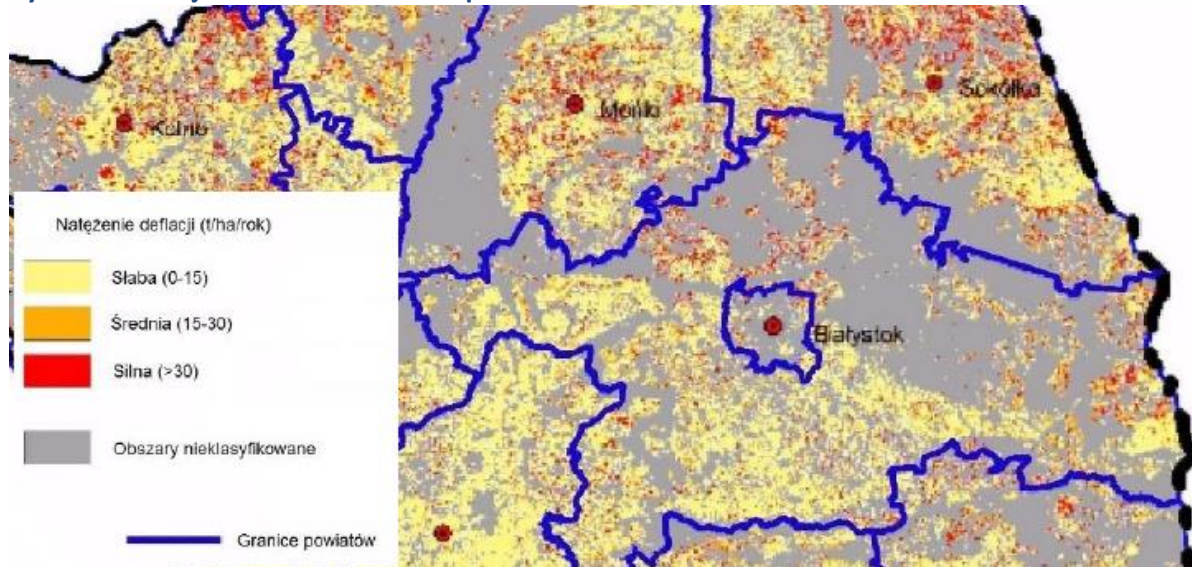 Kolno
Mońki
Sokółka
Białystok
Natężenie deflacji (t/ha/rok)
Słaba (0-15)
Średnia (15-30)
Silna (>30)
Obszary nieklasyfikowane
Granice powiatów